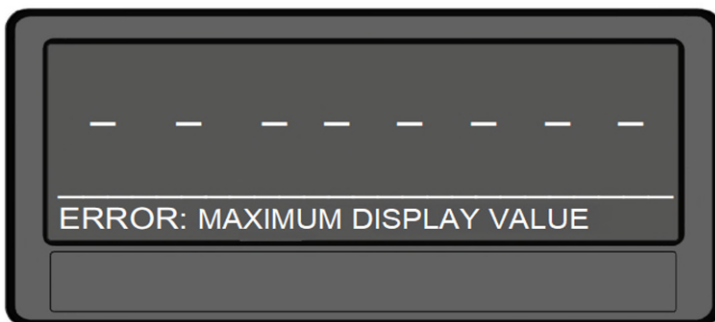 – – – – – – – –
ERROR: MAXIMUM DISPLAY VALUE